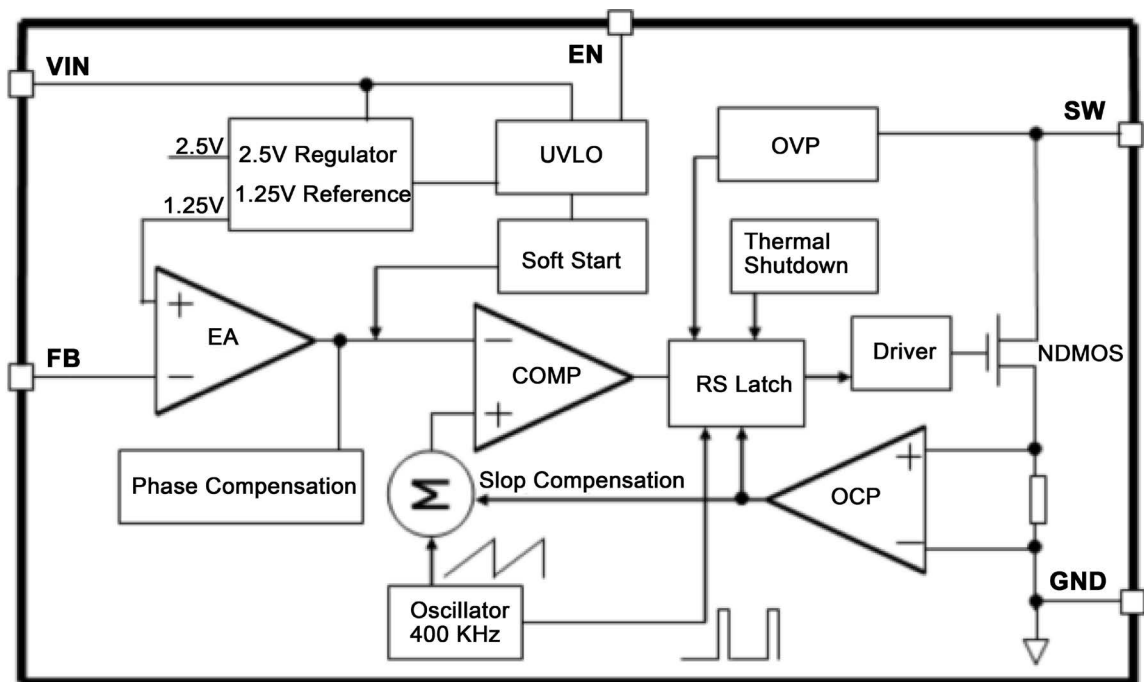 EN
VIN
SW
2.5V
2.5V Regulator
1.25V Reference
1.25V
UVLO
OVP
Soft Start
Thermal
Shutdown
+
EA
−
FB
−
COMP
+
RS Latch
Driver
NDMOS
Phase Compensation
Σ
Slop Compensation
+
OCP
−
GND
Oscillator
400 KHz